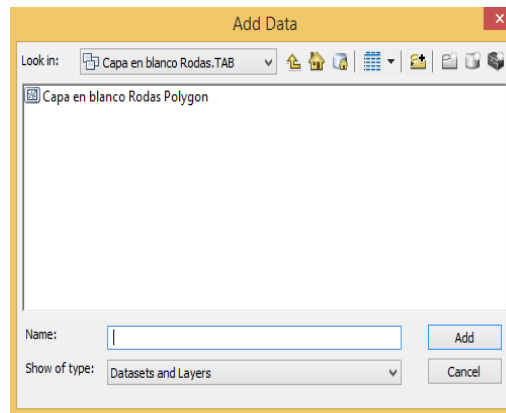 Add Data
Look in: Capa en blanco Rodas.TAB
Capa en blanco Rodas Polygon
Name: Add
Show of type: Datasets and Layers Cancel